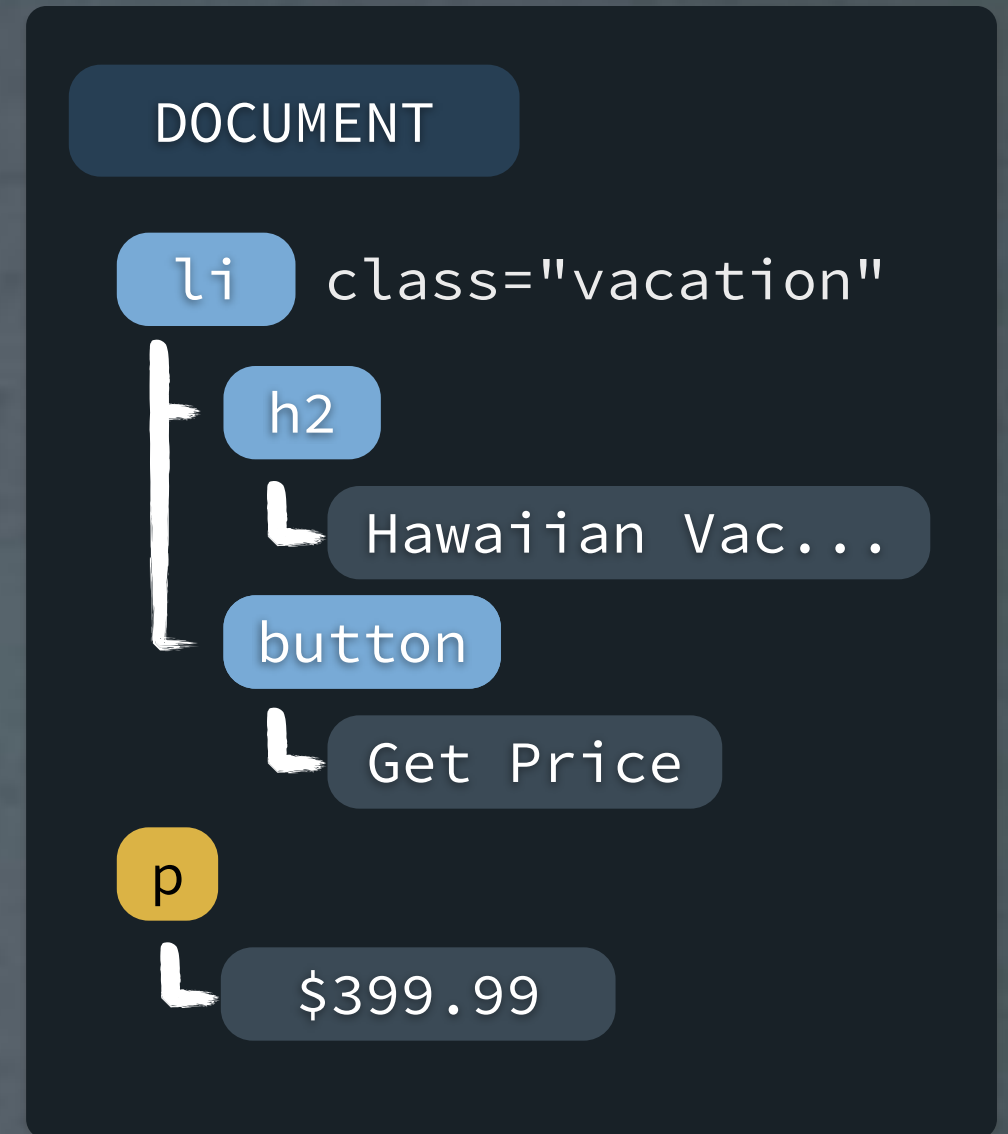 DOCUMENT
li class="vacation"
h2
Hawaiian Vac...
button
Get Price
p
$399.99